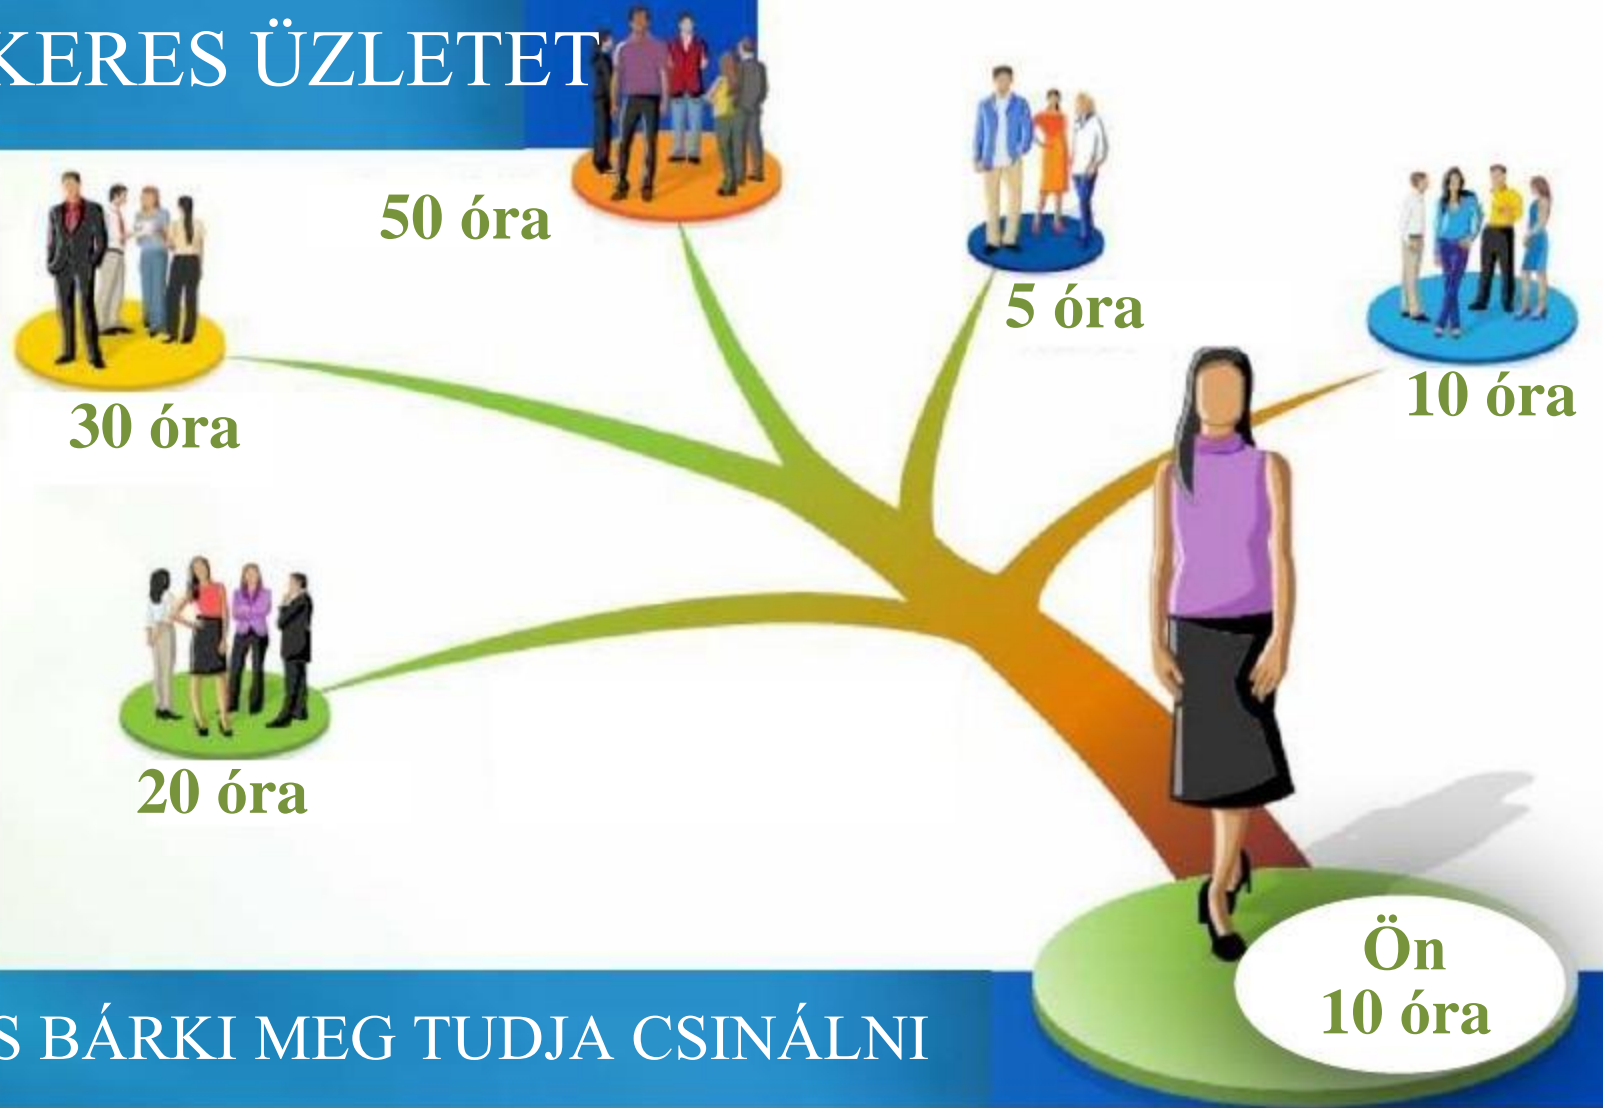 KERES ÜZLETET
50 óra
5 óra
10 óra
30 óra
20 óra
Ön
10 óra
S BÁRKI MEG TUDJA CSINÁLNI